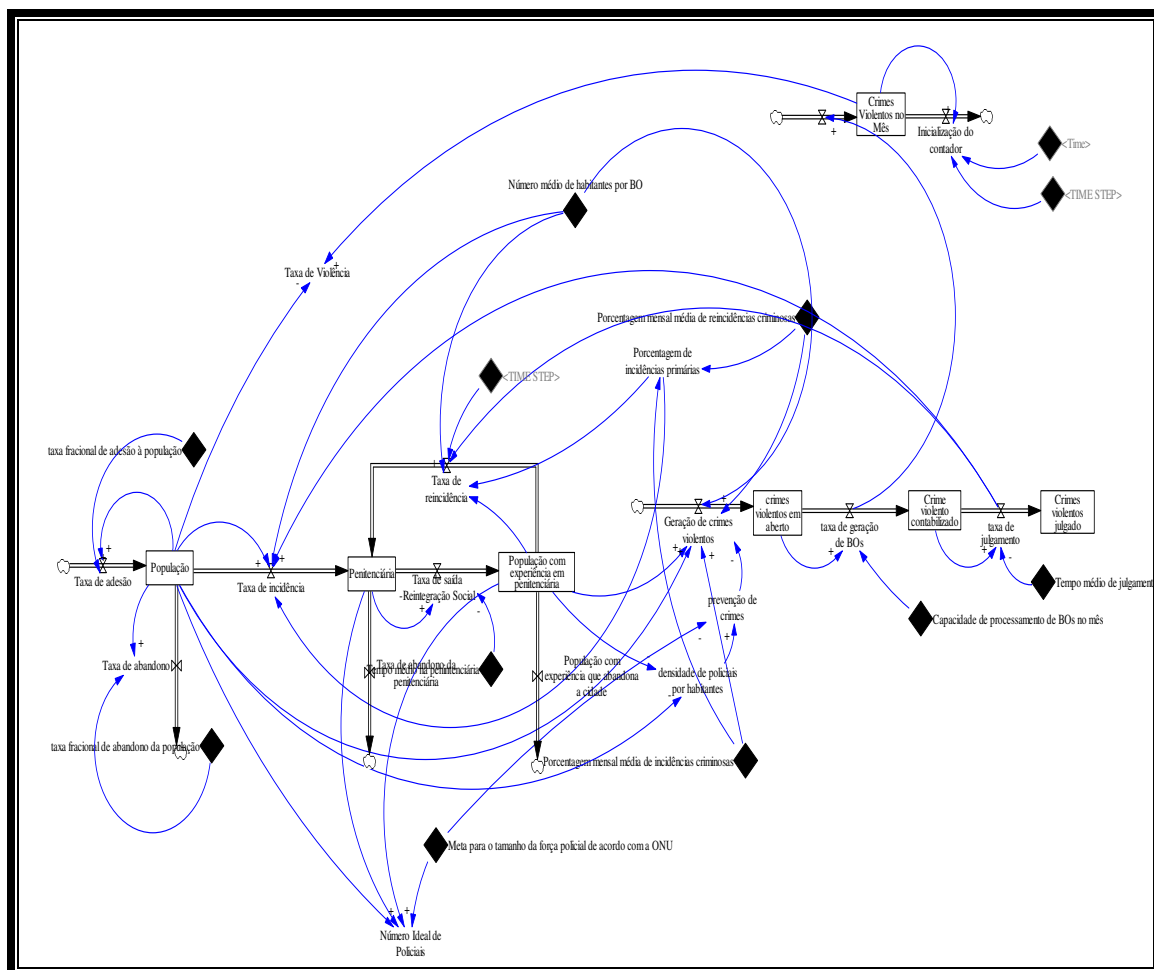 Crimes
Violentos no
Mês
Inicialização do
contador
<Time>
<TIME STEP>
Número médio de habitantes por BO
Taxa de Violência
Porcentagem mensal média de reincidências criminosas
Porcentagem de
incidências primárias
<TIME STEP>
taxa fracional de adesão à população
Taxa de
reincidência
Geração de crimes
violentos
crimes
violentos em
aberto
taxa de geração
de BOs
Crime
violento
contabilizado
taxa de
julgamento
Crimes
violentos
julgado
Taxa de adesão
População
Taxa de incidência
Penitenciária
Taxa de saída
-Reintegração Social
População com
experiência em
penitenciária
prevenção de
crimes
Tempo médio de julgament
Capacidade de processamento de BOs no mês
Taxa de abandono
Taxa de abandono da
penitenciária
Tempo médio na penintenciária
População com
experiência que abandona
a cidade
densidade de policiais
por habitantes
taxa fracional de abandono da população
Porcentagem mensal média de incidências criminosas
Meta para o tamanho da força policial de acordo com a ONU
Número Ideal de
Policiais